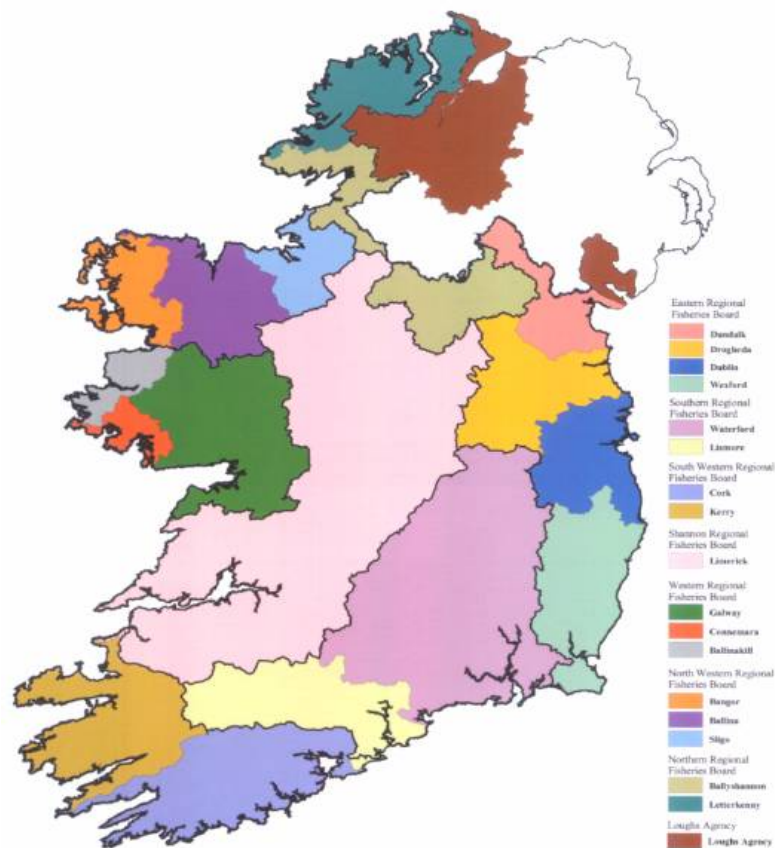 Eastern Regional
Fisheries Board
Dundalk
Drogheda
Dublin
Wexford
Southern Regional
Fisheries Board
Waterford
Lismore
South Western Regional
Fisheries Board
Cork
Kerry
Shannon Regional
Fisheries Board
Limerick
Western Regional
Fisheries Board
Galway
Connemara
Ballinakill
North Western Regional
Fisheries Board
Bangor
Ballina
Sligo
Northern Regional
Fisheries Board
Ballyshannon
Letterkenny
Loughs Agency
Loughs Agency